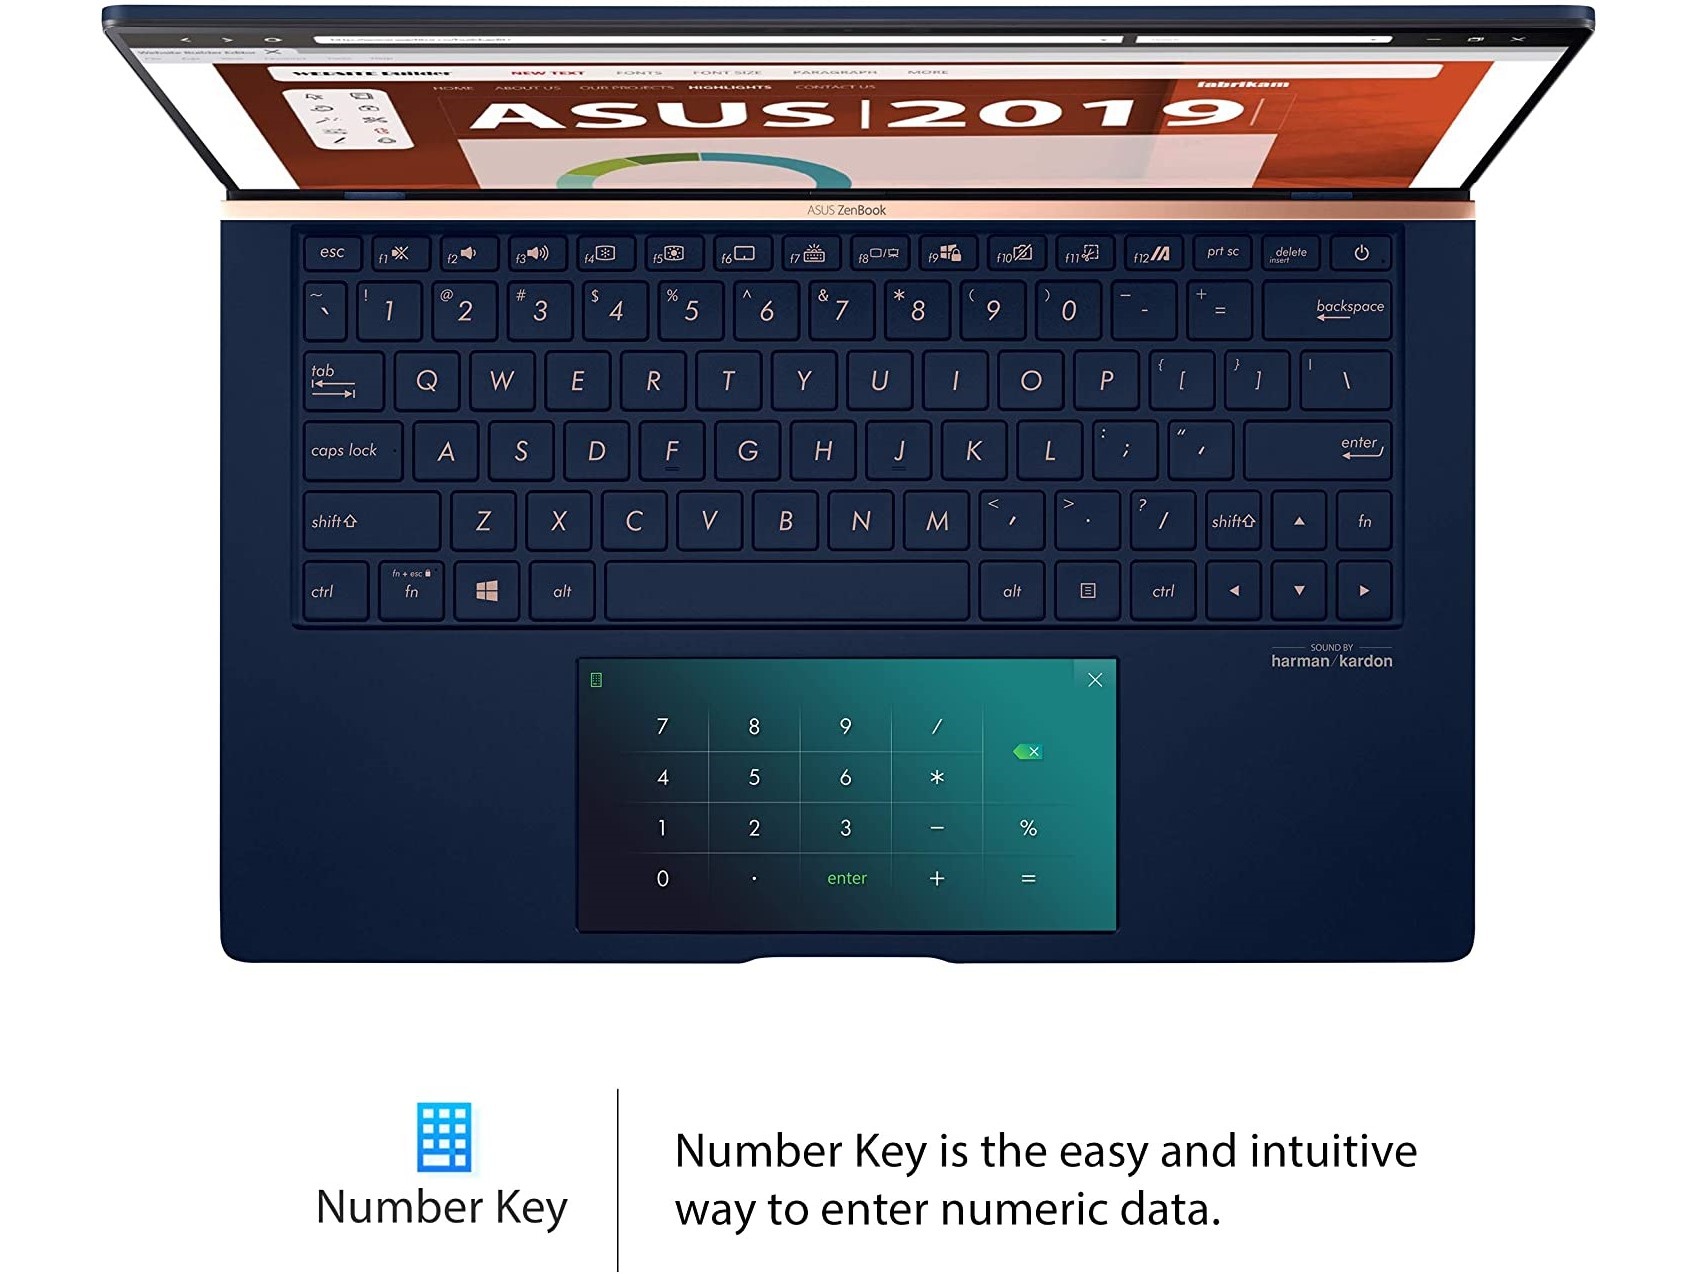 WEBSITE Builder NEW TEXT FONTS FONT SIZE PARAGRAPH MORE
HOME ABOUT US OUR PROJECTS HIGHLIGHTS CONTACT US fabrikam
ASUS|2019
ASUS ZenBook
esc f1 f2 f3 f4 f5 f6 f7 f8 f9 f10 f11 f12 prt sc delete insert
~ ` ! 1 @ 2 # 3 $ 4 % 5 ^ 6 & 7 * 8 ( 9 ) 0 _ - + = backspace
tab Q W E R T Y U I O P { [ } ] | \
caps lock A S D F G H J K L : ; " ' enter
shift Z X C V B N M < , > . ? / shift fn
ctrl fn + esc fn alt alt ctrl
SOUND BY
harman/kardon
7 8 9 /
4 5 6 *
1 2 3 − %
0 . enter + =
Number Key
Number Key is the easy and intuitive
way to enter numeric data.